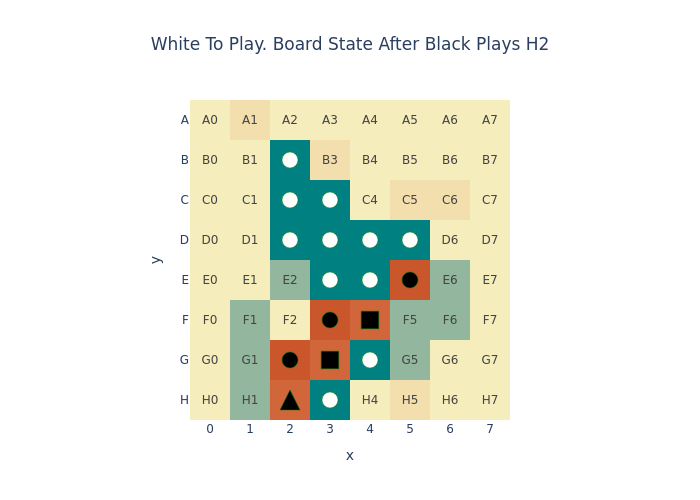 White To Play. Board State After Black Plays H2
A A0 A1 A2 A3 A4 A5 A6 A7
B B0 B1 B3 B4 B5 B6 B7
C C0 C1 C4 C5 C6 C7
D D0 D1 D6 D7
y
E E0 E1 E2 E6 E7
F F0 F1 F2 F5 F6 F7
G G0 G1 G5 G6 G7
H H0 H1 H4 H5 H6 H7
0 1 2 3 4 5 6 7
x